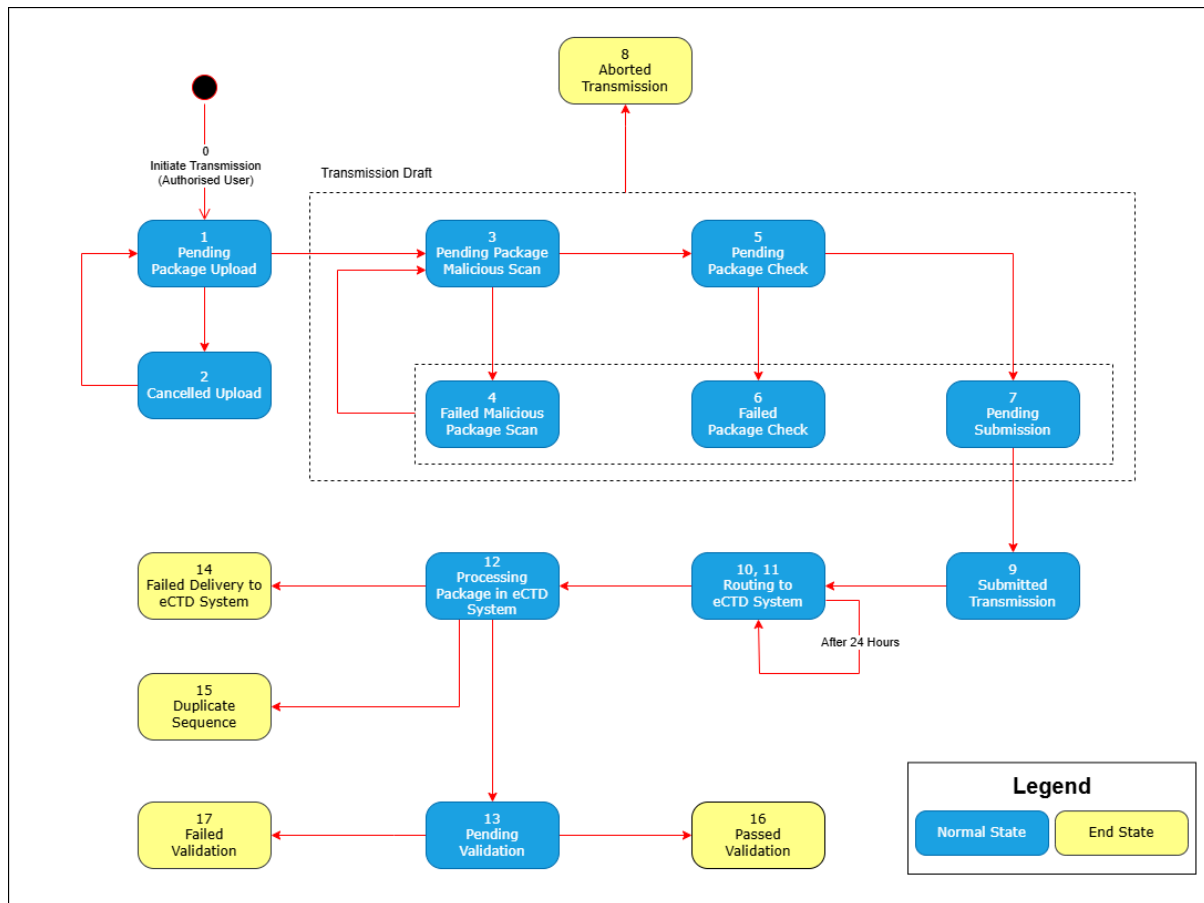 8
Aborted
Transmission
0
Initiate Transmission
(Authorised User)
Transmission Draft
1
Pending
Package Upload
3
Pending Package
Malicious Scan
5
Pending
Package Check
2
Cancelled Upload
4
Failed Malicious
Package Scan
6
Failed
Package Check
7
Pending
Submission
14
Failed Delivery to
eCTD System
12
Processing
Package in eCTD
System
10, 11
Routing to
eCTD System
9
Submitted
Transmission
After 24 Hours
15
Duplicate
Sequence
17
Failed
Validation
13
Pending
Validation
16
Passed
Validation
Legend
Normal State
End State